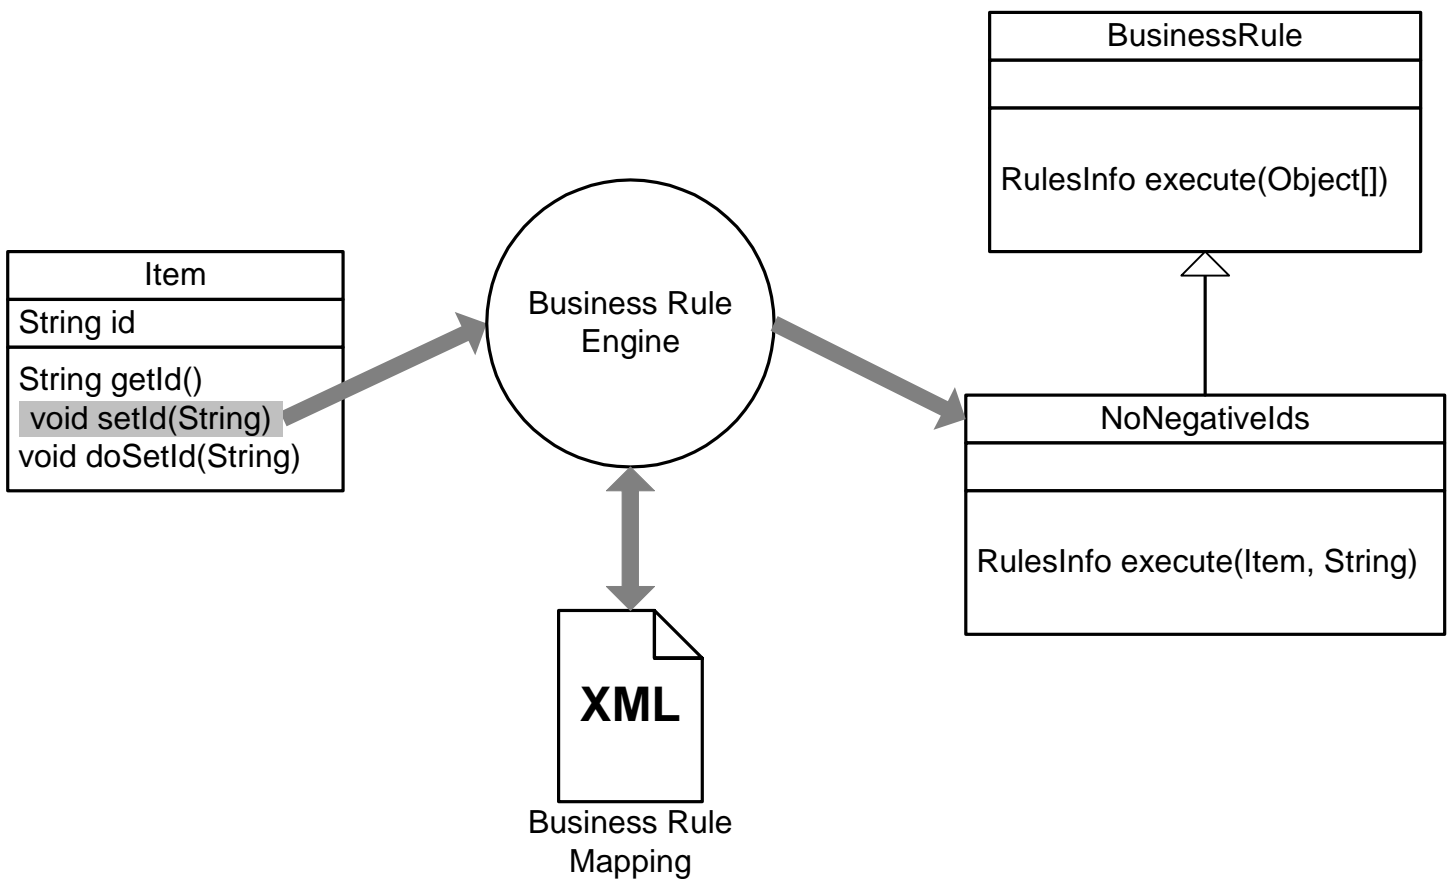 BusinessRule
RulesInfo execute(Object[])
Item
String id
String getId()
void setId(String)
void doSetId(String)
Business Rule
Engine
NoNegativeIds
RulesInfo execute(Item, String)
XML
Business Rule
Mapping